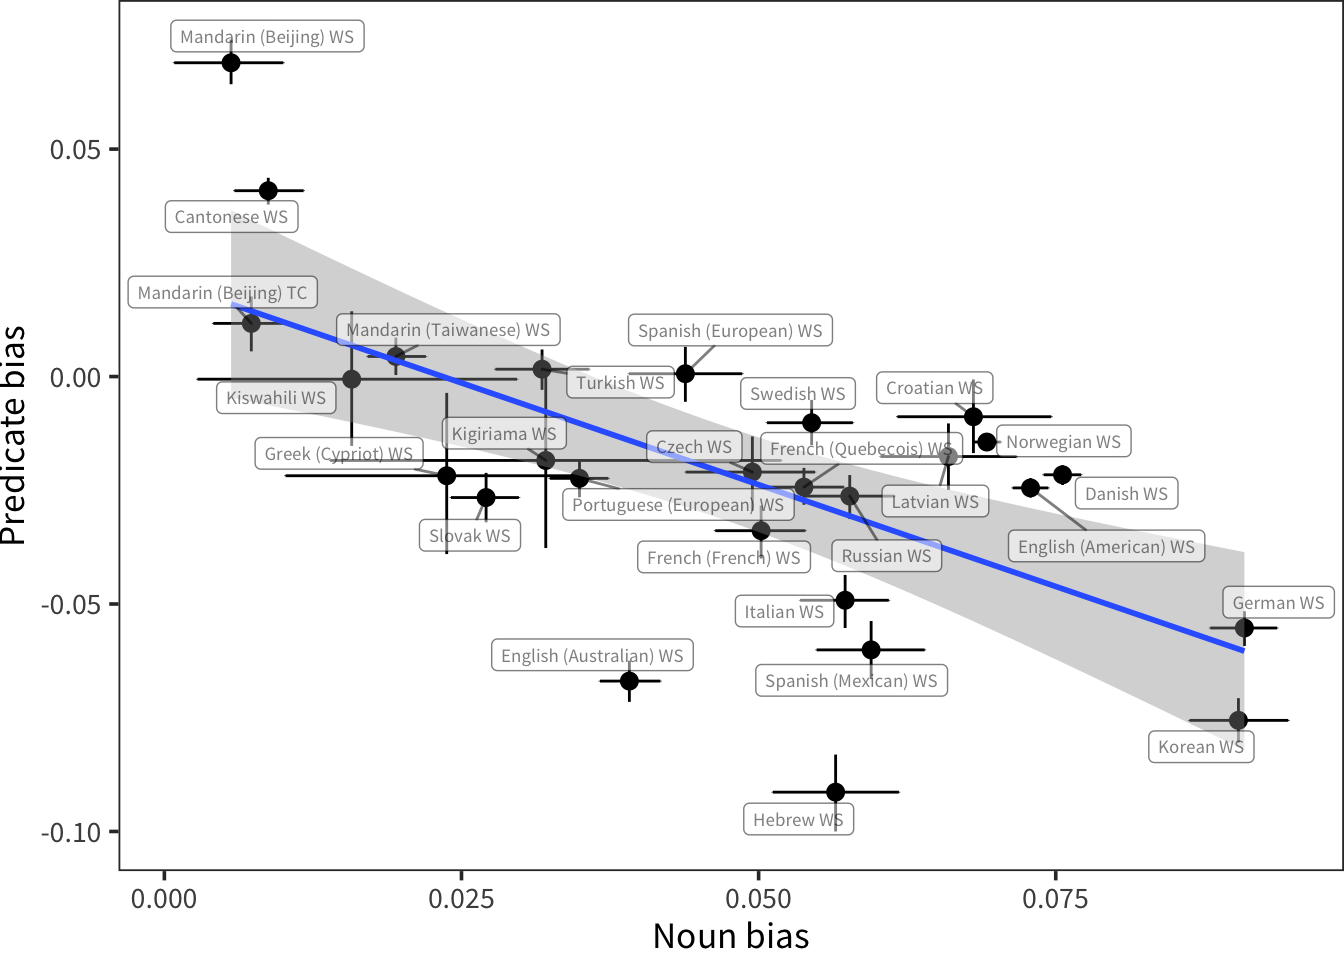 Mandarin (Beijing) WS
0.05
Cantonese WS
Mandarin (Beijing) TC
Mandarin (Taiwanese) WS
Spanish (European) WS
0.00
Turkish WS
Kiswahili WS
Swedish WS
Croatian WS
Kigiriama WS
Greek (Cypriot) WS
Czech WS
French (Quebecois) WS
Norwegian WS
Portuguese (European) WS
Latvian WS
Danish WS
Slovak WS
French (French) WS
Russian WS
English (American) WS
-0.05
Italian WS
German WS
English (Australian) WS
Spanish (Mexican) WS
Korean WS
Hebrew WS
-0.10
0.000 0.025 0.050 0.075
Noun bias
Predicate bias